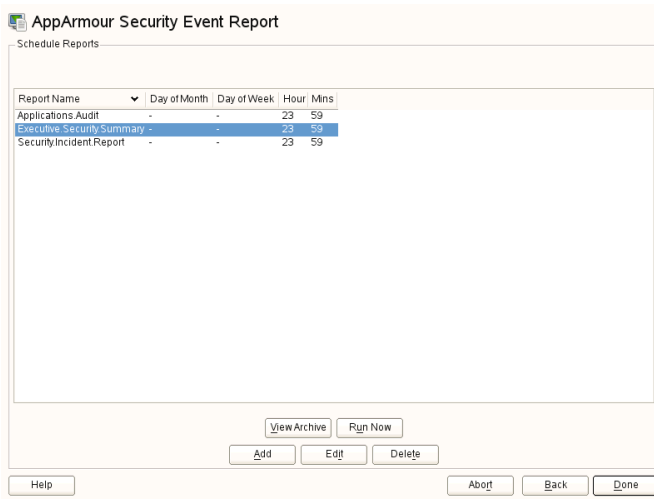 AppArmour Security Event Report
Schedule Reports
Report Name Day of Month Day of Week Hour Mins
Applications.Audit - - 23 59
Executive.Security.Summary - - 23 59
Security.Incident.Report - - 23 59
View Archive Run Now
Add Edit Delete
Help Abort Back Done